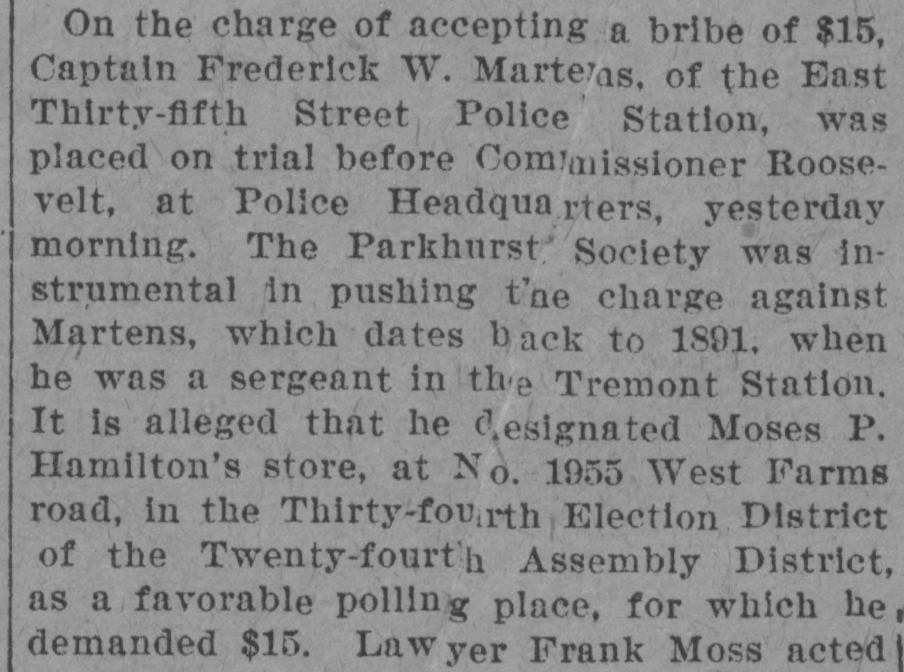 On the charge of accepting a bribe of $15,
Captain Frederick W. Martens, of the East
Thirty-fifth Street Police Station, was
placed on trial before Commissioner Roose-
velt, at Police Headquarters, yesterday
morning. The Parkhurst Society was in-
strumental in pushing the charge against
Martens, which dates back to 1891, when
he was a sergeant in the Tremont Station.
It is alleged that he designated Moses P.
Hamilton's store, at No. 1955 West Farms
road, in the Thirty-fourth Election District
of the Twenty-fourth Assembly District,
as a favorable polling place, for which he
demanded $15. Lawyer Frank Moss acted